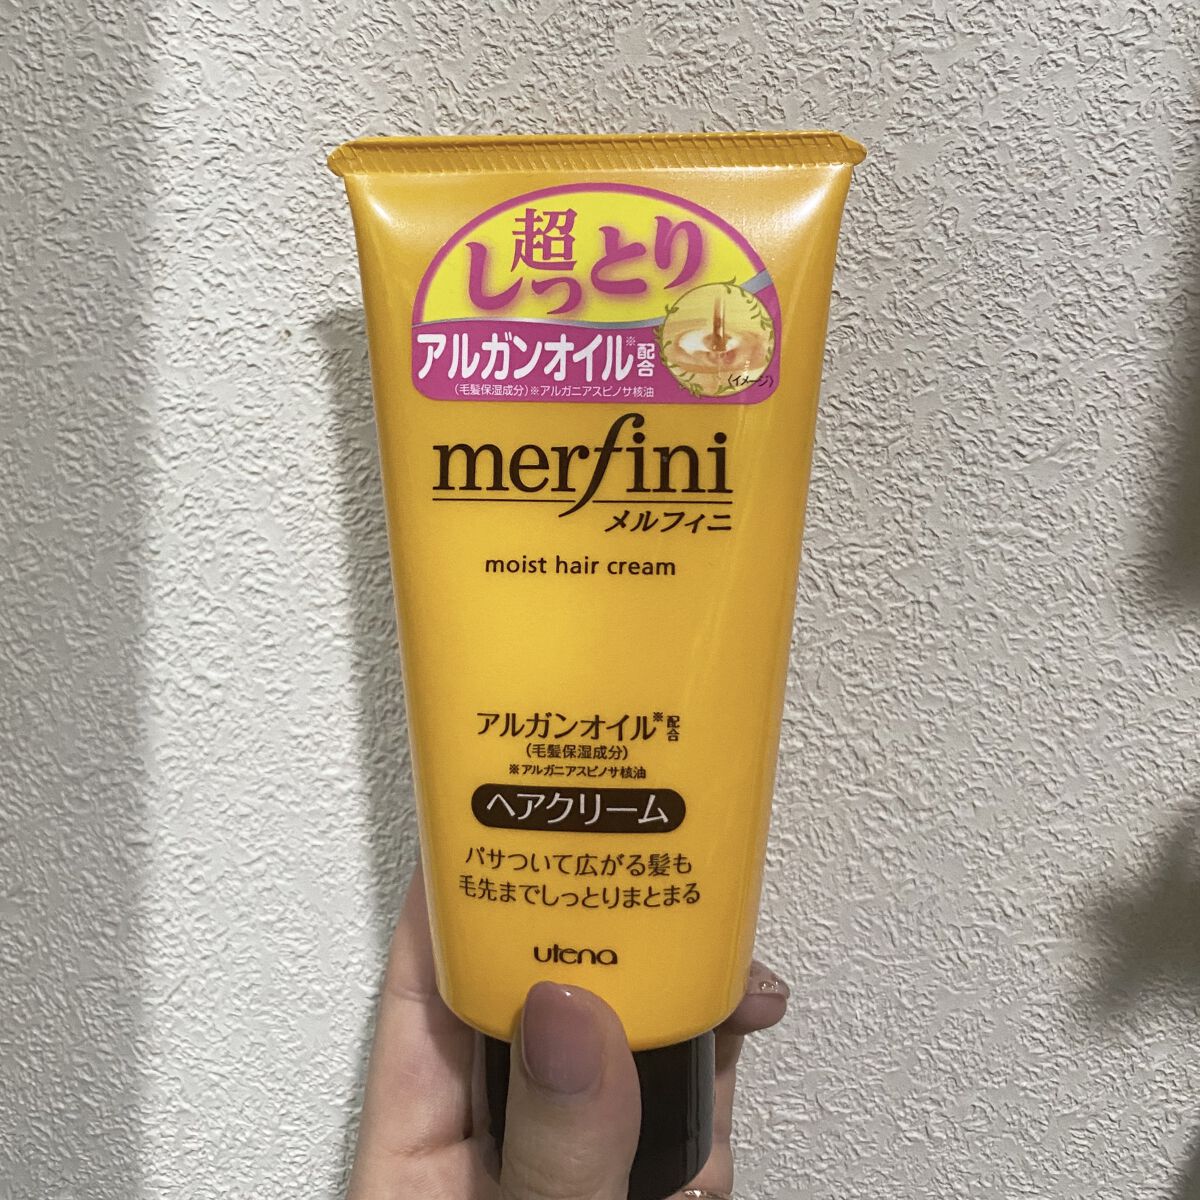 超
しっとり
アルガンオイル※配合
(毛髪保湿成分)※アルガニアスピノサ核油
〈イメージ〉
merfini
メルフィニ
moist hair cream
アルガンオイル※配合
(毛髪保湿成分)
※アルガニアスピノサ核油
ヘアクリーム
パサついて広がる髪も
毛先までしっとりまとまる
utena